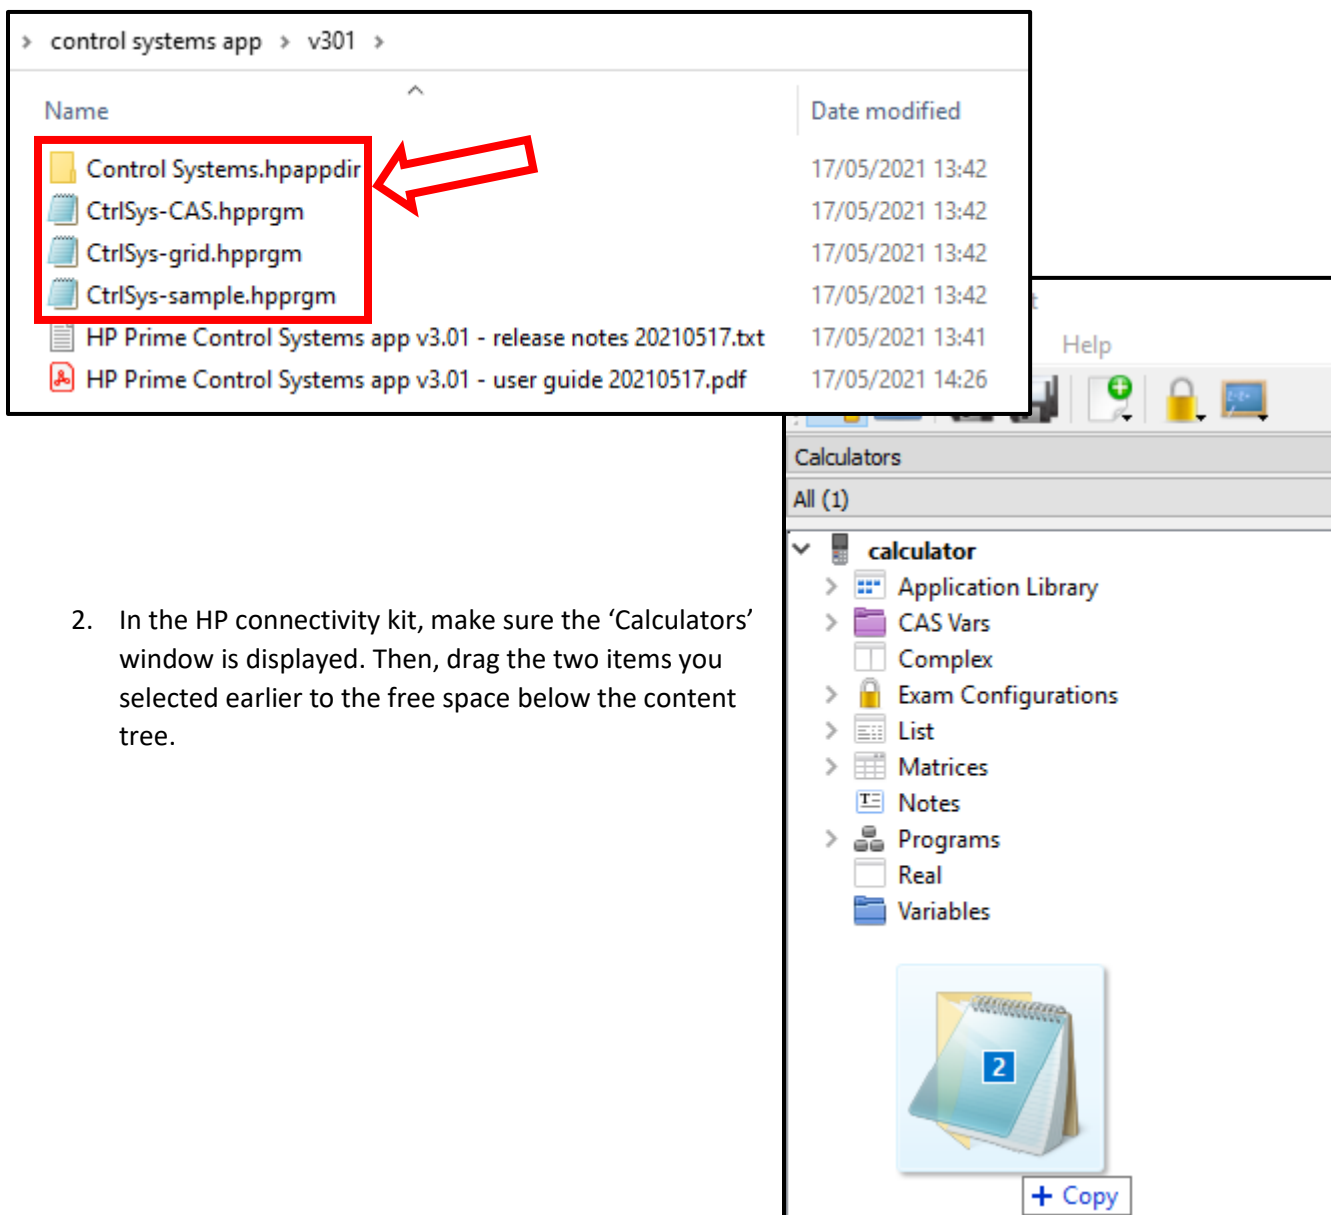 > control systems app > v301 >
Name Date modified
Control Systems.hpappdir 17/05/2021 13:42
CtrlSys-CAS.hpprgm 17/05/2021 13:42
CtrlSys-grid.hpprgm 17/05/2021 13:42
CtrlSys-sample.hpprgm 17/05/2021 13:42
HP Prime Control Systems app v3.01 - release notes 20210517.txt 17/05/2021 13:41
HP Prime Control Systems app v3.01 - user guide 20210517.pdf 17/05/2021 14:26
Help
Calculators
All (1)
calculator
Application Library
CAS Vars
Complex
Exam Configurations
List
Matrices
Notes
Programs
Real
Variables
2
+ Copy
2. In the HP connectivity kit, make sure the ‘Calculators’
window is displayed. Then, drag the two items you
selected earlier to the free space below the content
tree.